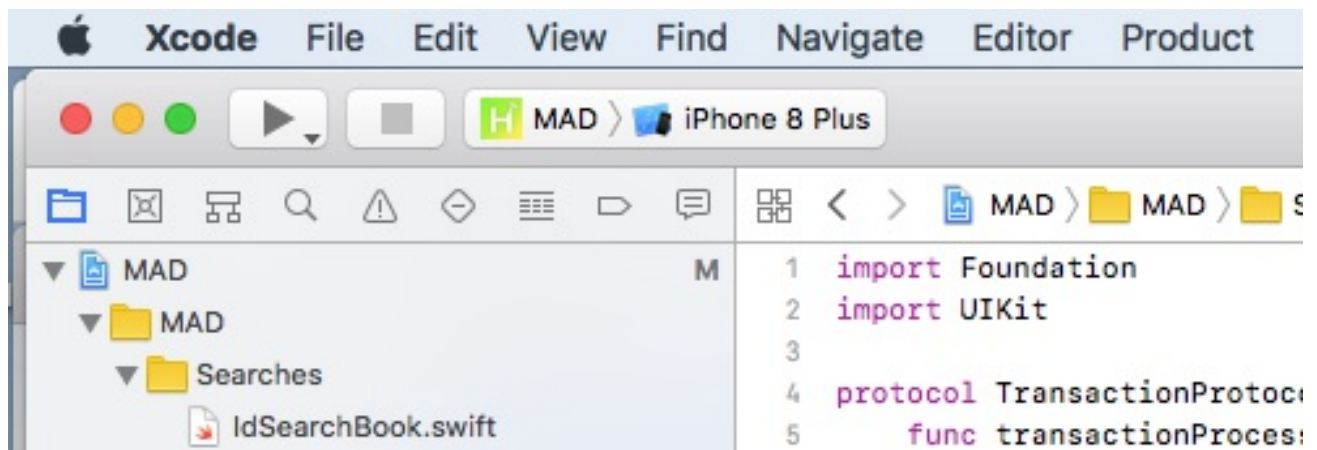 Xcode File Edit View Find Navigate Editor Product
MAD iPhone 8 Plus
MAD MAD
MAD M
MAD
Searches
IdSearchBook.swift
1 import Foundation
2 import UIKit
3
4 protocol TransactionProtoc
5 func transactionProces